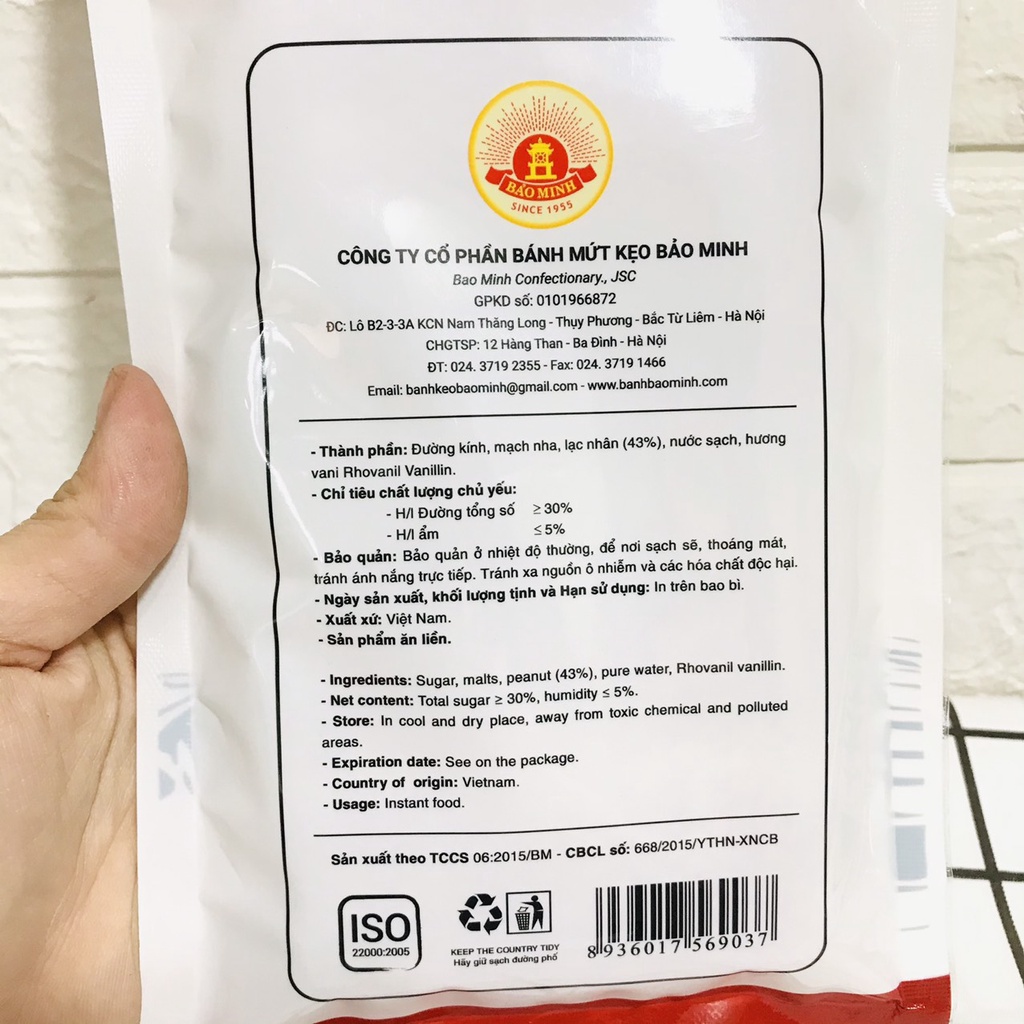 BẢO MINH
SINCE 1955
CÔNG TY CỔ PHẦN BÁNH MỨT KẸO BẢO MINH
Bao Minh Confectionary., JSC
GPKD số: 0101966872
ĐC: Lô B2-3-3A KCN Nam Thăng Long - Thụy Phương - Bắc Từ Liêm - Hà Nội
CHGTSP: 12 Hàng Than - Ba Đình - Hà Nội
ĐT: 024. 3719 2355 - Fax: 024. 3719 1466
Email: banhkeobaominh@gmail.com - www.banhbaominh.com
- Thành phần: Đường kính, mạch nha, lạc nhân (43%), nước sạch, hương
vani Rhovanil Vanillin.
- Chỉ tiêu chất lượng chủ yếu:
- H/l Đường tổng số ≥ 30%
- H/l ẩm ≤ 5%
- Bảo quản: Bảo quản ở nhiệt độ thường, để nơi sạch sẽ, thoáng mát,
tránh ánh nắng trực tiếp. Tránh xa nguồn ô nhiễm và các hóa chất độc hại.
- Ngày sản xuất, khối lượng tịnh và Hạn sử dụng: In trên bao bì.
- Xuất xứ: Việt Nam.
- Sản phẩm ăn liền.
- Ingredients: Sugar, malts, peanut (43%), pure water, Rhovanil vanillin.
- Net content: Total sugar ≥ 30%, humidity ≤ 5%.
- Store: In cool and dry place, away from toxic chemical and polluted
areas.
- Expiration date: See on the package.
- Country of origin: Vietnam.
- Usage: Instant food.
Sản xuất theo TCCS 06:2015/BM - CBCL số: 668/2015/YTHN-XNCB
ISO
22000:2005
KEEP THE COUNTRY TIDY
Hãy giữ sạch đường phố
8 936017 569037